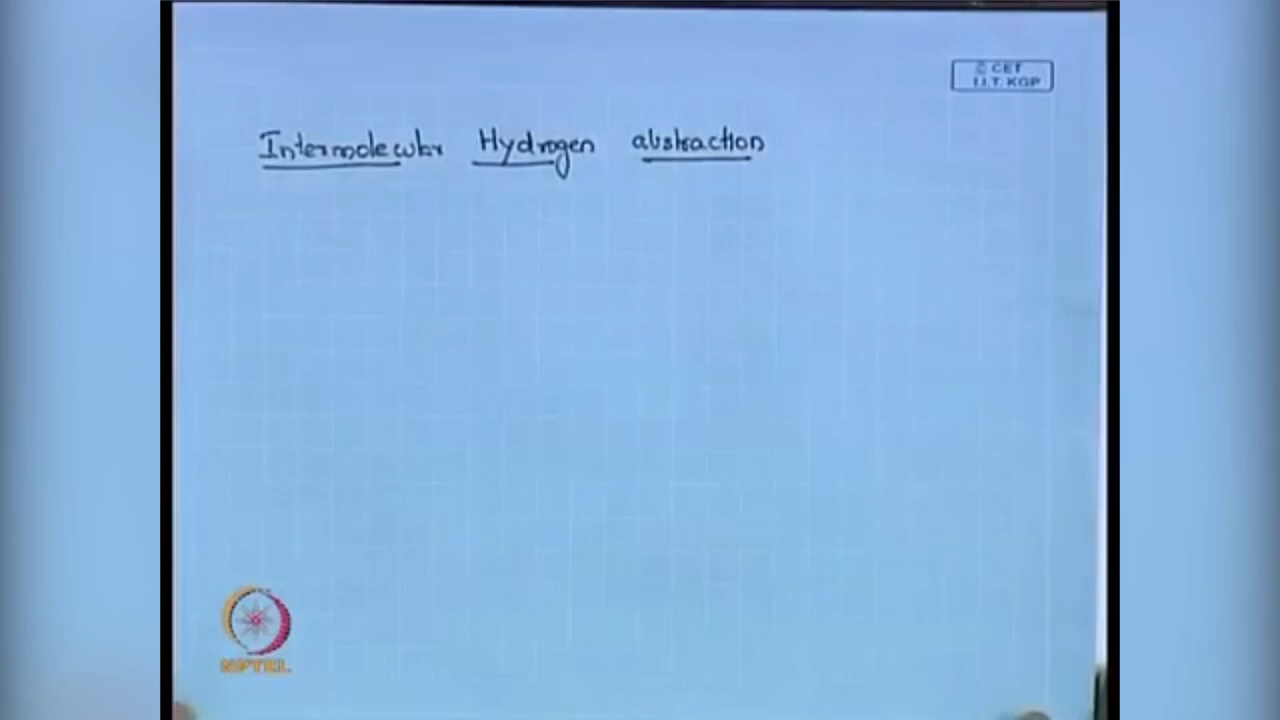 © CET
I.I.T. KGP
Intermolecular Hydrogen abstraction
NPTEL